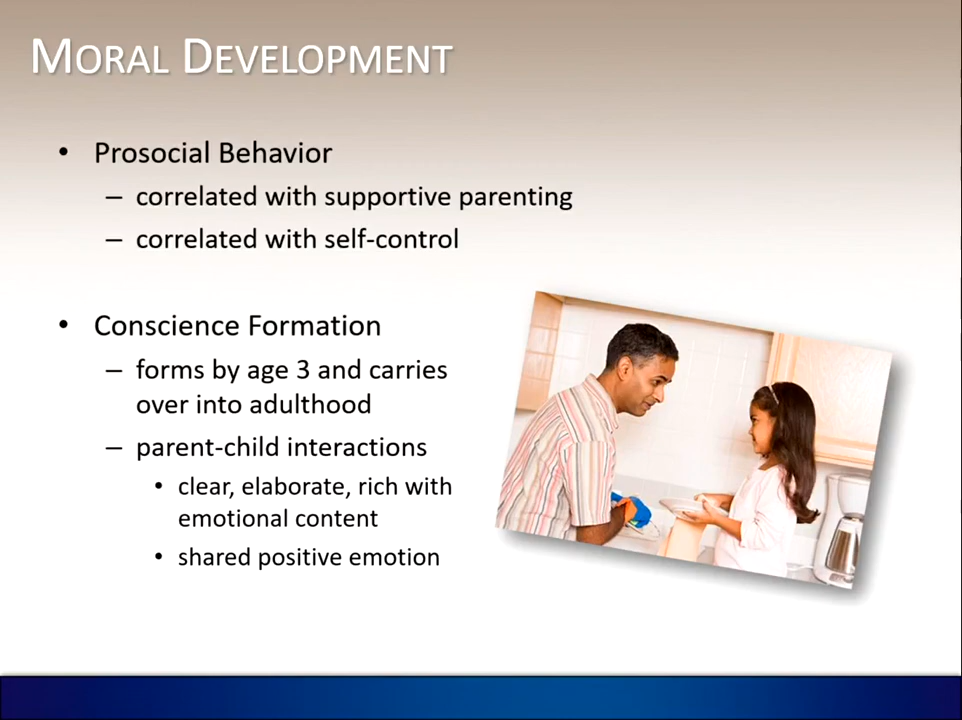 MORAL DEVELOPMENT
• Prosocial Behavior
– correlated with supportive parenting
– correlated with self-control
• Conscience Formation
– forms by age 3 and carries
over into adulthood
– parent-child interactions
• clear, elaborate, rich with
emotional content
• shared positive emotion